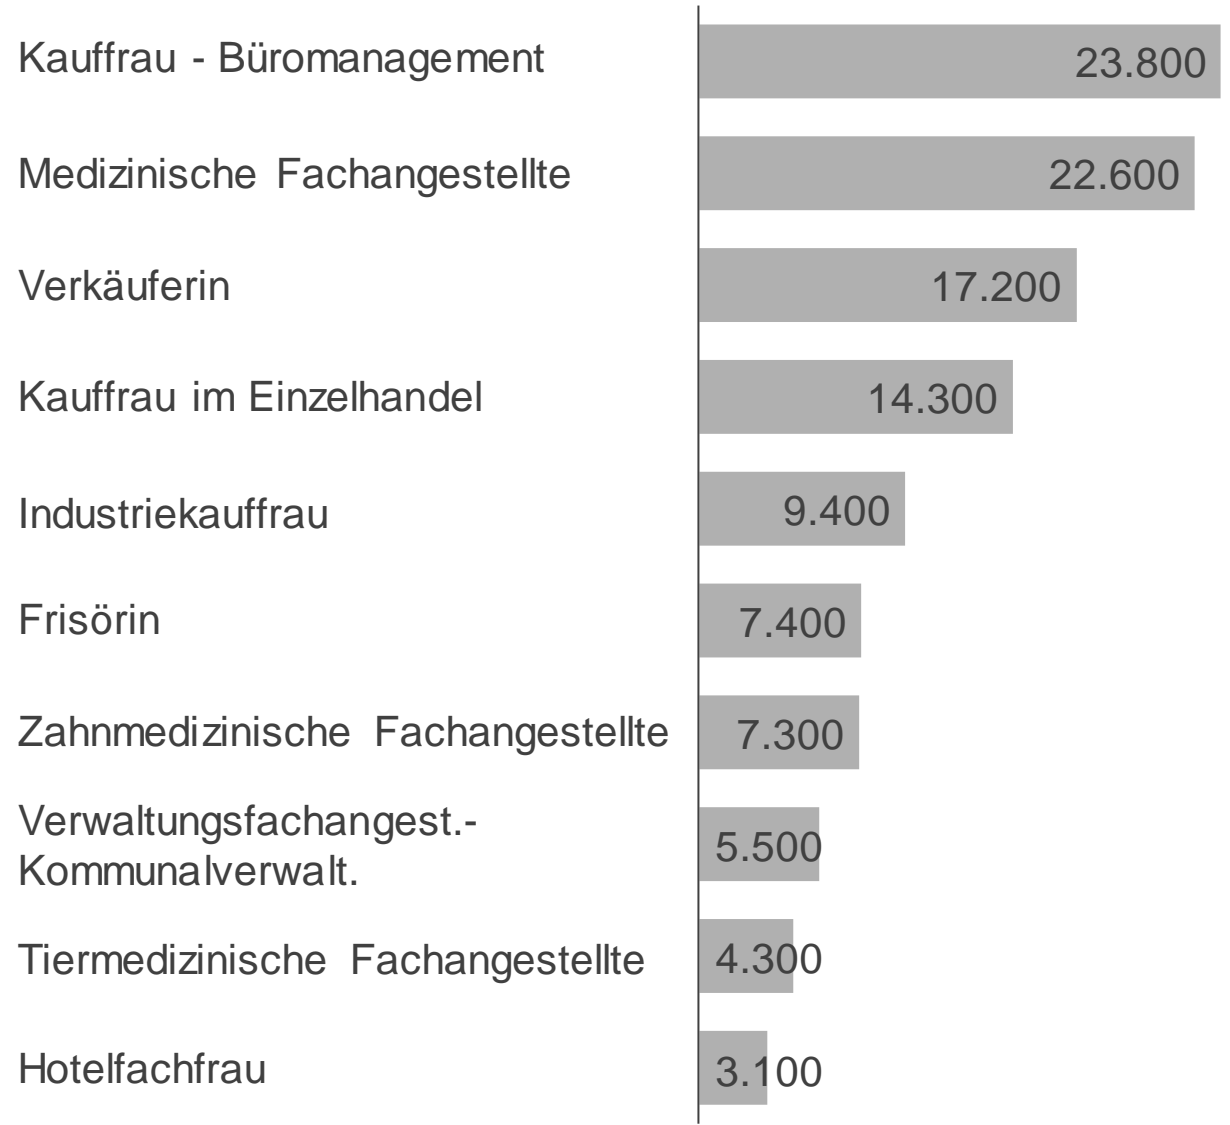 Kauffrau - Büromanagement 23.800
Medizinische Fachangestellte 22.600
Verkäuferin 17.200
Kauffrau im Einzelhandel 14.300
Industriekauffrau 9.400
Frisörin 7.400
Zahnmedizinische Fachangestellte 7.300
Verwaltungsfachangest.-
Kommunalverwalt. 5.500
Tiermedizinische Fachangestellte 4.300
Hotelfachfrau 3.100